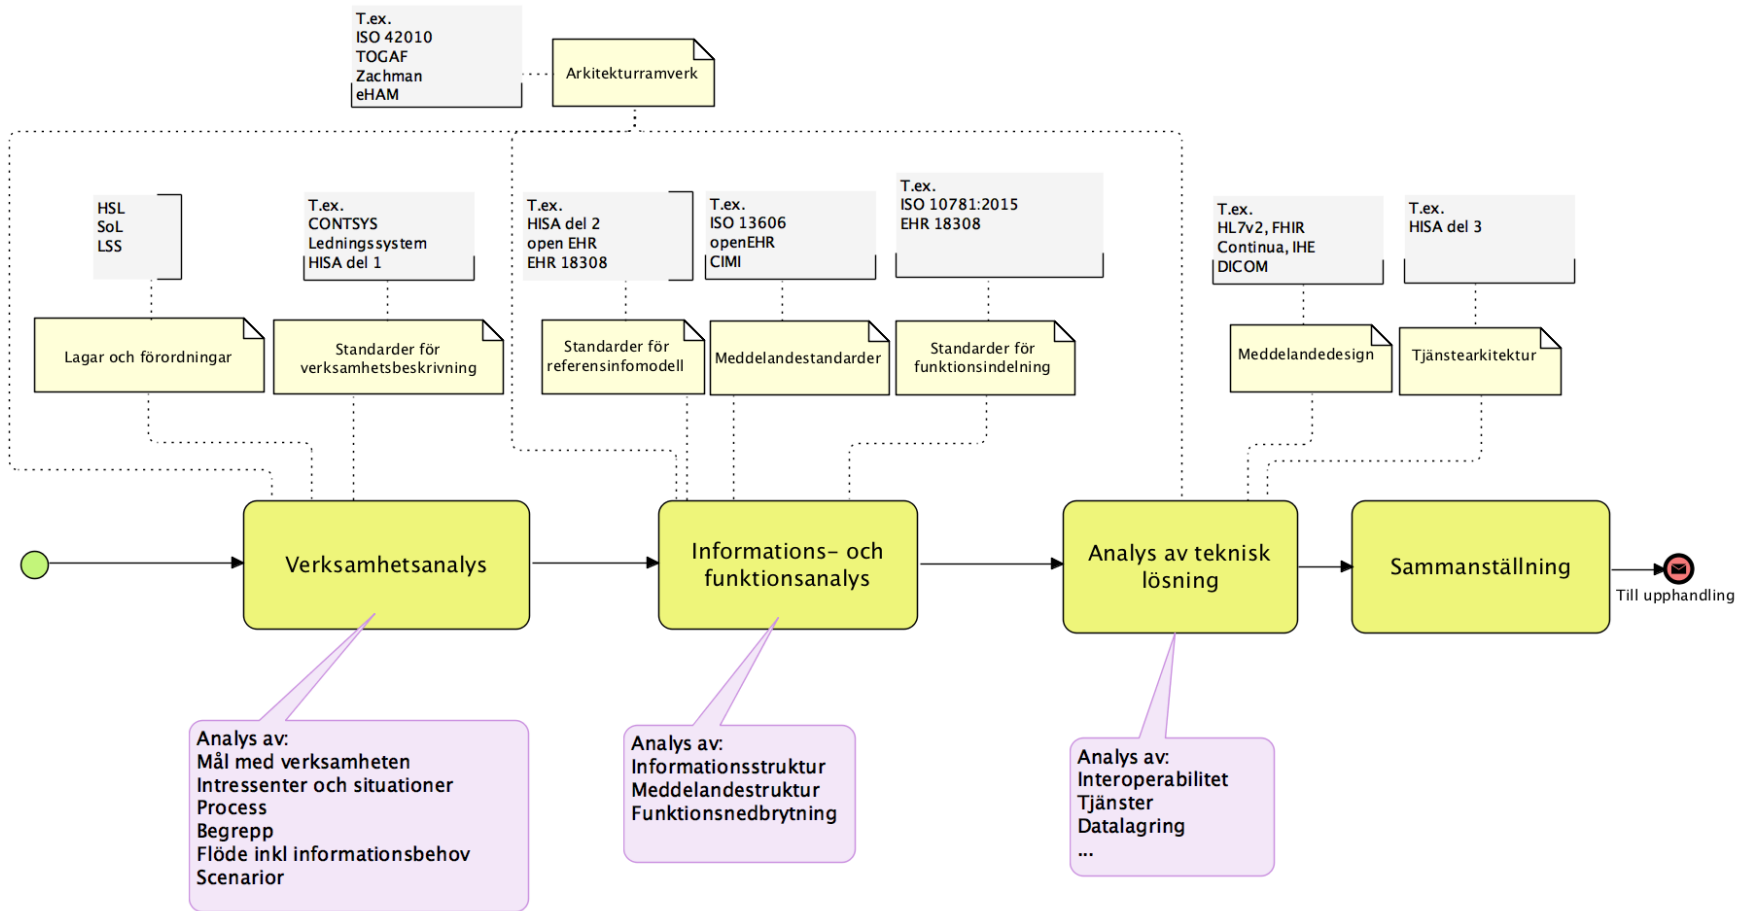 T.ex.
ISO 42010
TOGAF
Zachman
eHAM
Arkitekturramverk
HSL
SoL
LSS
T.ex.
CONTSYS
Ledningssystem
HISA del 1
T.ex.
HISA del 2
open EHR
EHR 18308
T.ex.
ISO 13606
openEHR
CIMI
T.ex.
ISO 10781:2015
EHR 18308
T.ex.
HL7v2, FHIR
Continua, IHE
DICOM
T.ex.
HISA del 3
Lagar och förordningar
Standarder för
verksamhetsbeskrivning
Standarder för
referensinfomodell
Meddelandestandarder
Standarder för
funktionsindelning
Meddelandedesign
Tjänstearkitektur
Verksamhetsanalys
Informations- och
funktionsanalys
Analys av teknisk
lösning
Sammanställning
Till upphandling
Analys av:
Mål med verksamheten
Intressenter och situationer
Process
Begrepp
Flöde inkl informationsbehov
Scenarior
Analys av:
Informationsstruktur
Meddelandestruktur
Funktionsnedbrytning
Analys av:
Interoperabilitet
Tjänster
Datalagring
...